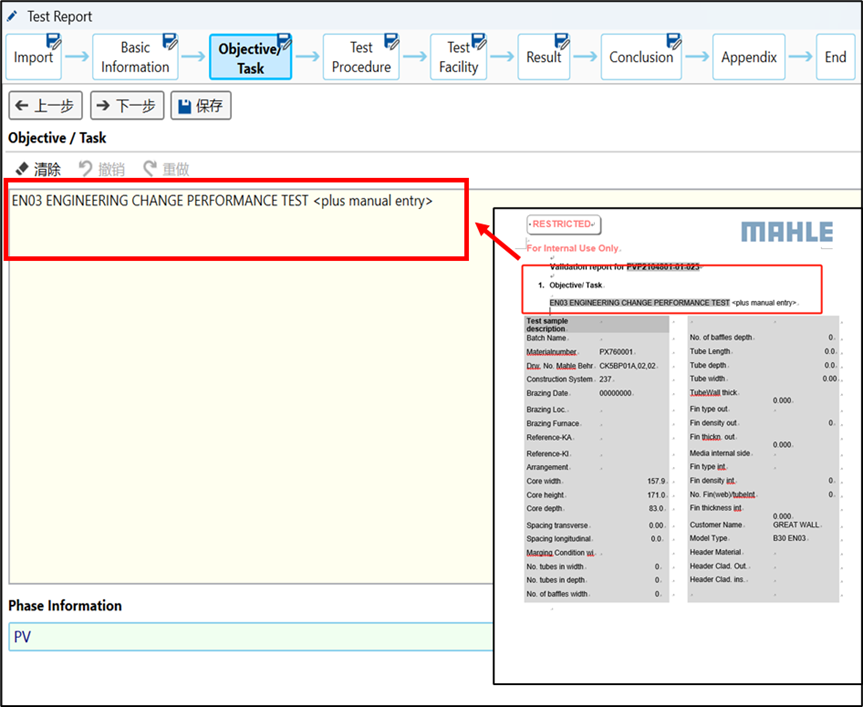 Test Report
Import
Basic Information
Objective/ Task
Test Procedure
Test Facility
Result
Conclusion
Appendix
End
上一步
下一步
保存
Objective / Task
清除 撤销 重做
EN03 ENGINEERING CHANGE PERFORMANCE TEST <plus manual entry>
RESTRICTED
MAHLE
For Internal Use Only.
Validation report for PVP2104801-01-023
1. Objective/ Task
EN03 ENGINEERING CHANGE PERFORMANCE TEST <plus manual entry>
Test sample
description
Batch Name
Materialnumber PX760001
Drw. No. Mahle Behr CK5BP01A,02,02
Construction System 237
Brazing Date 00000000
Brazing Loc.
Brazing Furnace
Reference-KA
Reference-KI
Arrangement
Core width 157.9
Core height 171.0
Core depth 83.0
Spacing transverse 0.00
Spacing longitudinal 0.0
Marging Condition wi
No. tubes in width 0
No. tubes in depth 0
No. of baffles width 0
No. of baffles depth 0
Tube Length 0.0
Tube depth 0.0
Tube width 0.00
TubeWall thick.
0.000
Fin type out
Fin density out 0
Fin thickn. out
0.000
Media internal side
Fin type int
Fin density int 0
No. Fin(web)/tubeInt 0
Fin thickness int
0.000
Customer Name GREAT WALL
Model Type B30 EN03
Header Material
Header Clad. Out.
Header Clad. ins.
Phase Information
PV